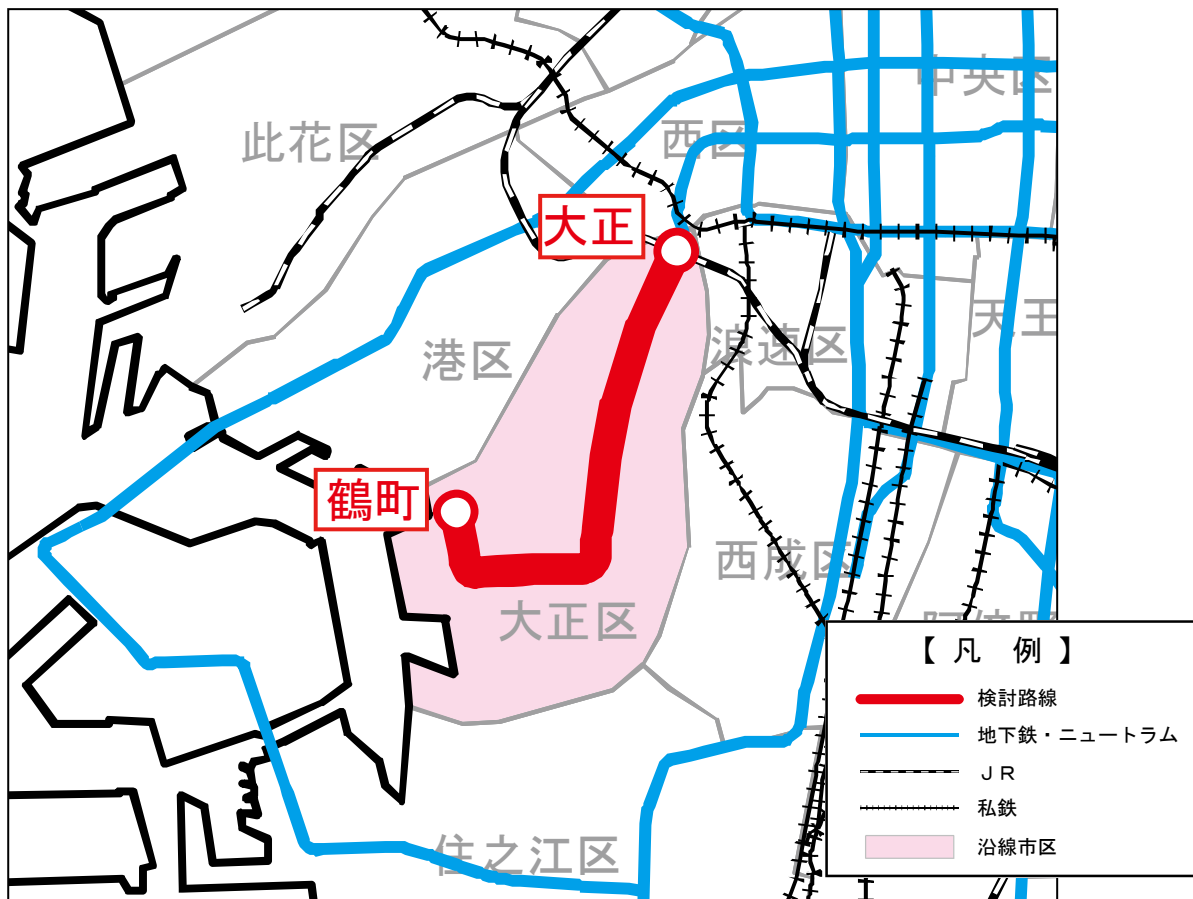 中央区
此花区
西区
大正
天王
浪速区
港区
鶴町
西成区
大正区
【 凡 例 】
検討路線
地下鉄・ニュートラム
ＪＲ
私鉄
沿線市区
住之江区